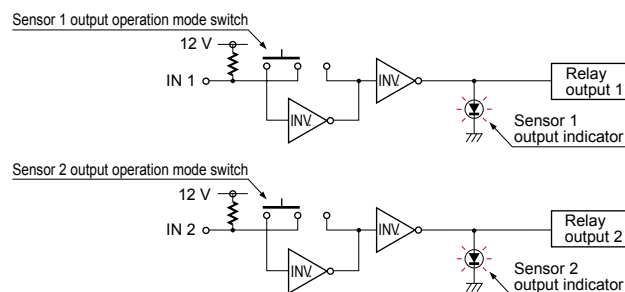 Sensor 1 output operation mode switch
12 V
IN 1
INV.
INV.
Relay
output 1
Sensor 1
output indicator
Sensor 2 output operation mode switch
12 V
IN 2
INV.
INV.
Relay
output 2
Sensor 2
output indicator